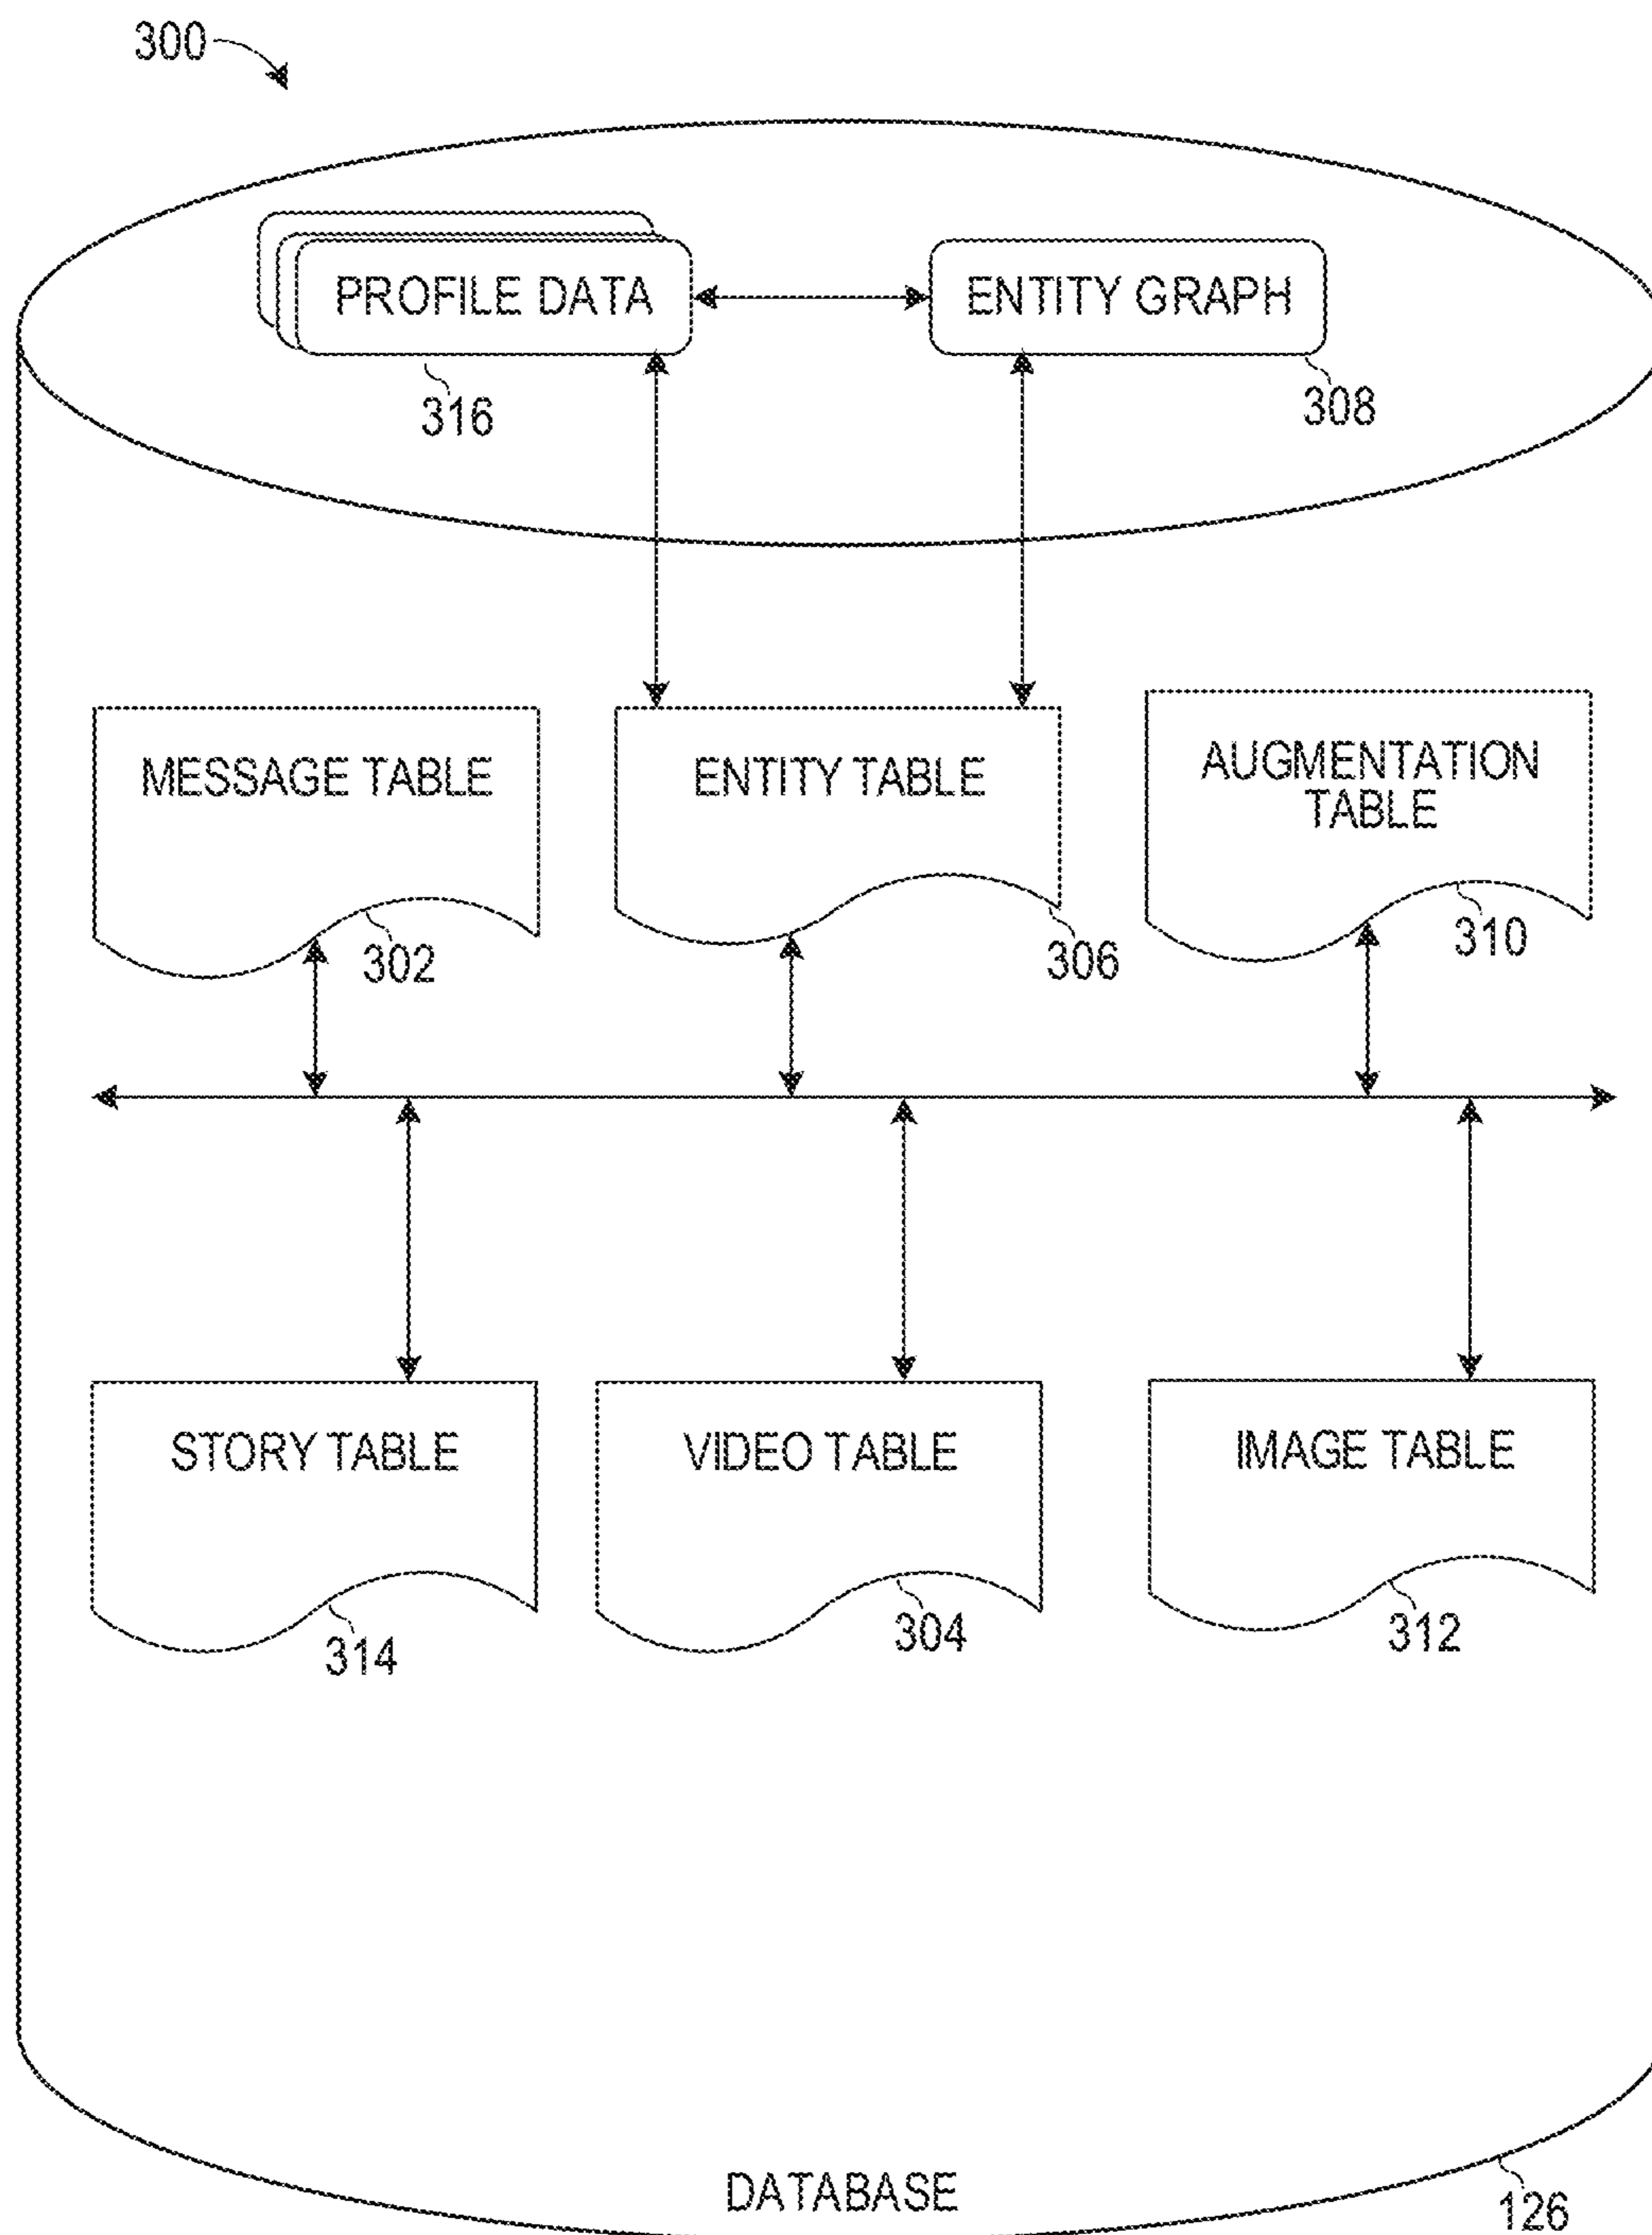 300
PROFILE DATA
ENTITY GRAPH
316
308
MESSAGE TABLE
ENTITY TABLE
AUGMENTATION
TABLE
302
306
310
STORY TABLE
VIDEO TABLE
IMAGE TABLE
314
304
312
DATABASE
126